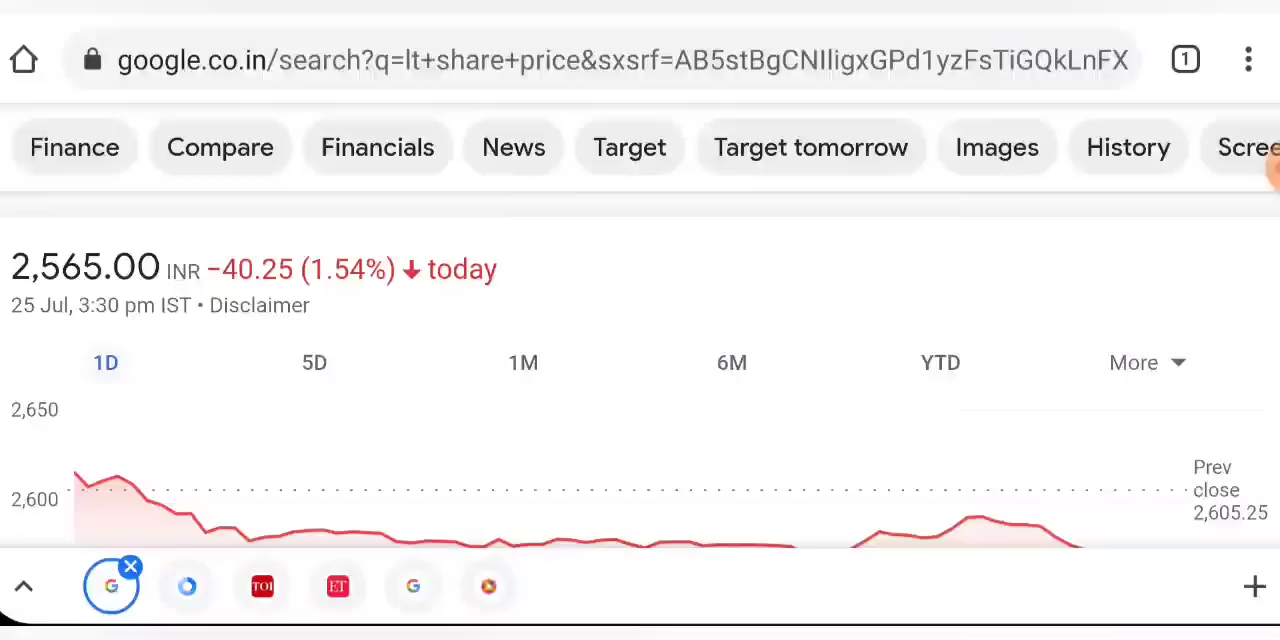 google.co.in/search?q=lt+share+price&sxsrf=AB5stBgCNIligxGPd1yzFsTiGQkLnFX
1
Finance Compare Financials News Target Target tomorrow Images History Scree
2,565.00 INR −40.25 (1.54%) today
25 Jul, 3:30 pm IST • Disclaimer
1D 5D 1M 6M YTD More
2,650
Prev
close
2,605.25
2,600
G TOI ET G